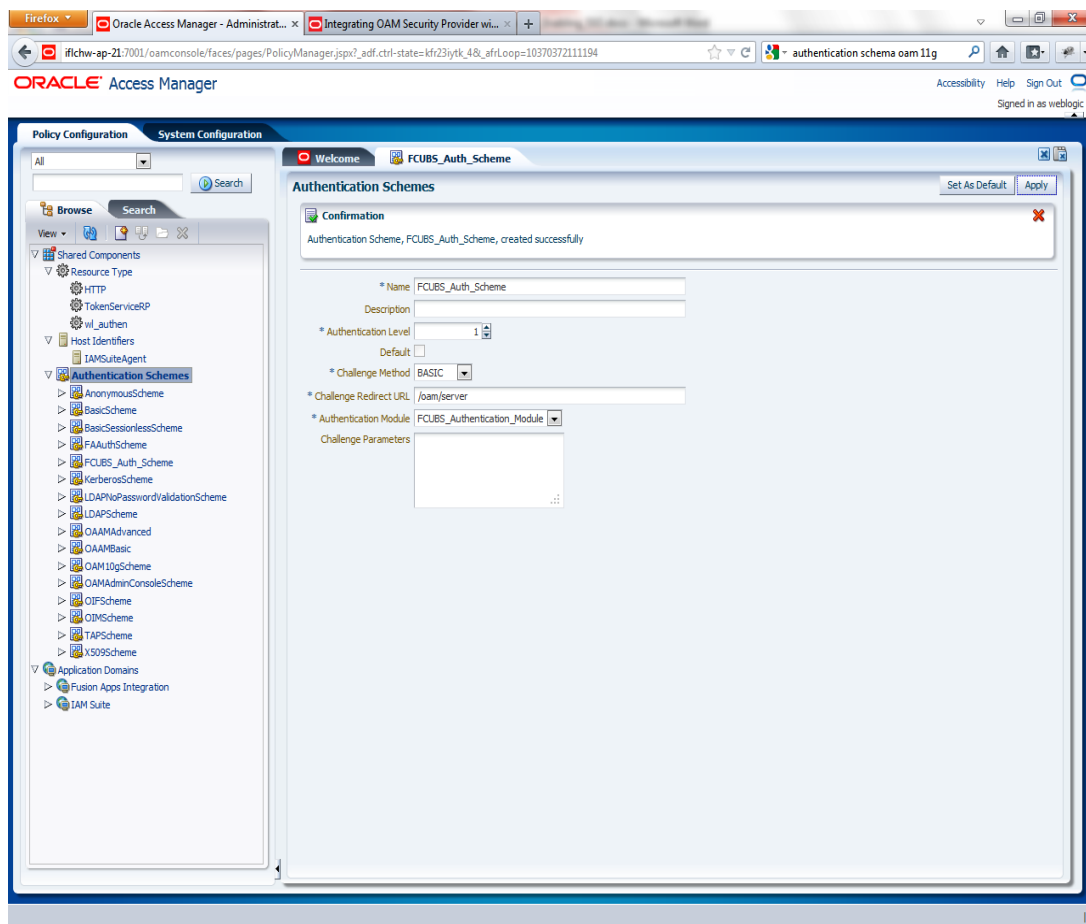 Firefox
Oracle Access Manager - Administrat... ×
Integrating OAM Security Provider wi... ×
iflchw-ap-21:7001/oamconsole/faces/pages/PolicyManager.jspx?_adf.ctrl-state=kfr23iytk_4&_afrLoop=10370372111194
authentication schema oam 11g
ORACLE Access Manager
Accessibility Help Sign Out
Signed in as weblogic
Policy Configuration System Configuration
All
Search
Browse Search
View
Shared Components
Resource Type
HTTP
TokenServiceRP
wl_authen
Host Identifiers
IAMSuiteAgent
Authentication Schemes
AnonymousScheme
BasicScheme
BasicSessionlessScheme
FAAuthScheme
FCUBS_Auth_Scheme
KerberosScheme
LDAPNoPasswordValidationScheme
LDAPScheme
OAAMAdvanced
OAAMBasic
OAM10gScheme
OAMAdminConsoleScheme
OIFScheme
OIMScheme
TAPScheme
X509Scheme
Application Domains
Fusion Apps Integration
IAM Suite
Welcome FCUBS_Auth_Scheme
Authentication Schemes
Set As Default Apply
Confirmation
Authentication Scheme, FCUBS_Auth_Scheme, created successfully
* Name FCUBS_Auth_Scheme
Description
* Authentication Level 1
Default
* Challenge Method BASIC
* Challenge Redirect URL /oam/server
* Authentication Module FCUBS_Authentication_Module
Challenge Parameters